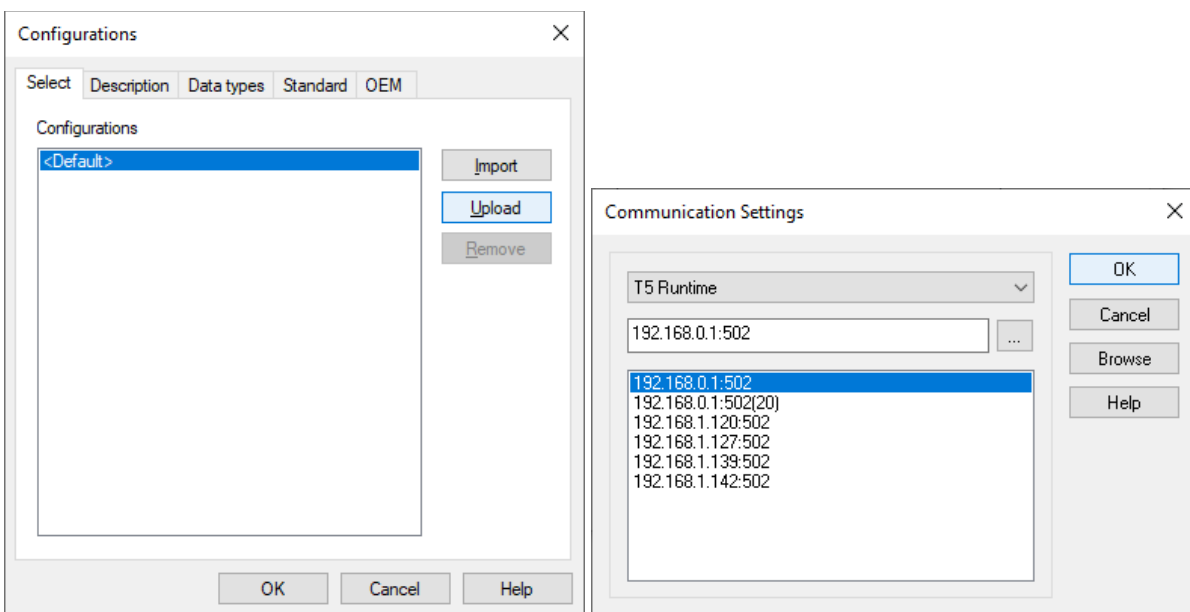 Configurations
Select Description Data types Standard OEM
Configurations
<Default>
Import
Upload
Remove
OK Cancel Help
Communication Settings
T5 Runtime
192.168.0.1:502
...
192.168.0.1:502
192.168.0.1:502(20)
192.168.1.120:502
192.168.1.127:502
192.168.1.139:502
192.168.1.142:502
OK
Cancel
Browse
Help